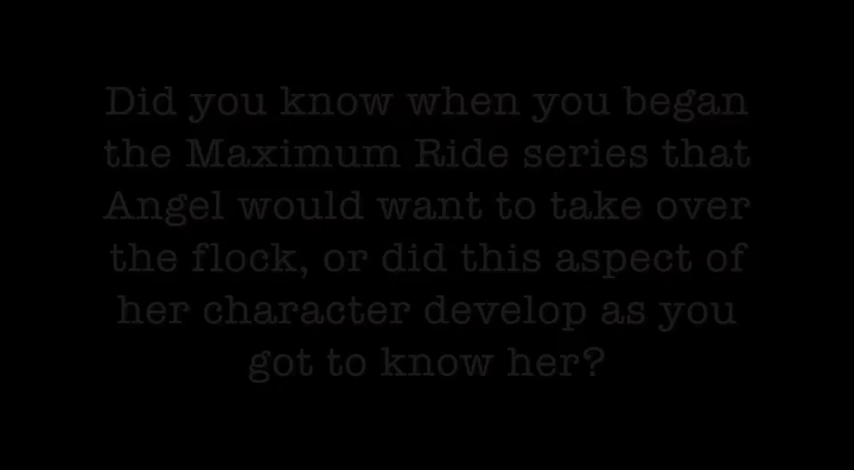 Did you know when you began
the Maximum Ride series that
Angel would want to take over
the flock, or did this aspect of
her character develop as you
got to know her?